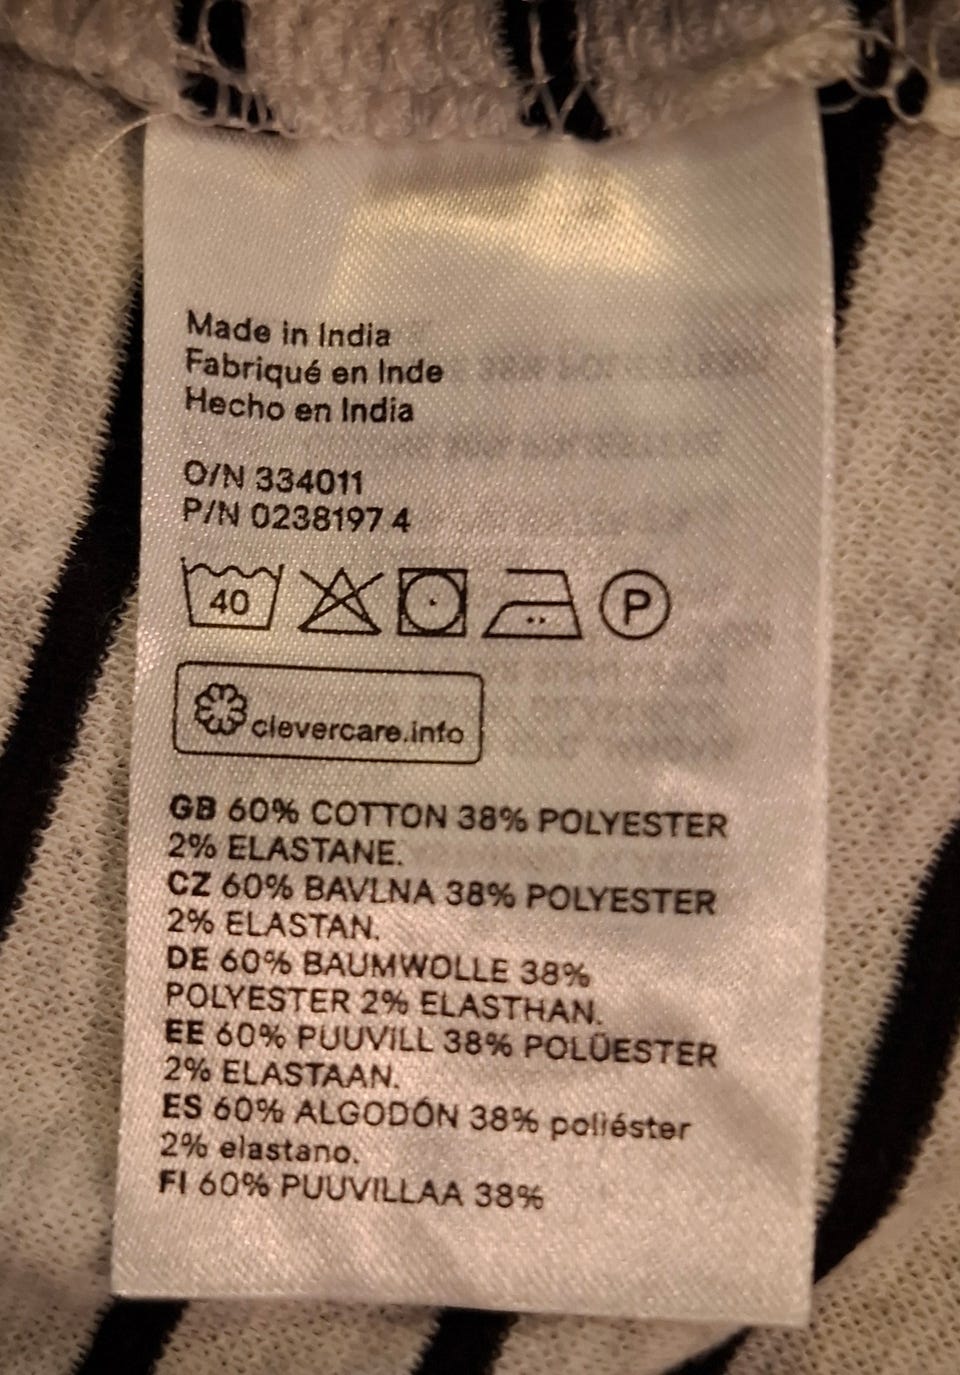 Made in India
Fabriqué en Inde
Hecho en India
O/N 334011
P/N 0238197 4
40 P
clevercare.info
GB 60% COTTON 38% POLYESTER
2% ELASTANE.
CZ 60% BAVLNA 38% POLYESTER
2% ELASTAN.
DE 60% BAUMWOLLE 38%
POLYESTER 2% ELASTHAN.
EE 60% PUUVILL 38% POLÜESTER
2% ELASTAAN.
ES 60% ALGODÓN 38% poliéster
2% elastano.
FI 60% PUUVILLAA 38%